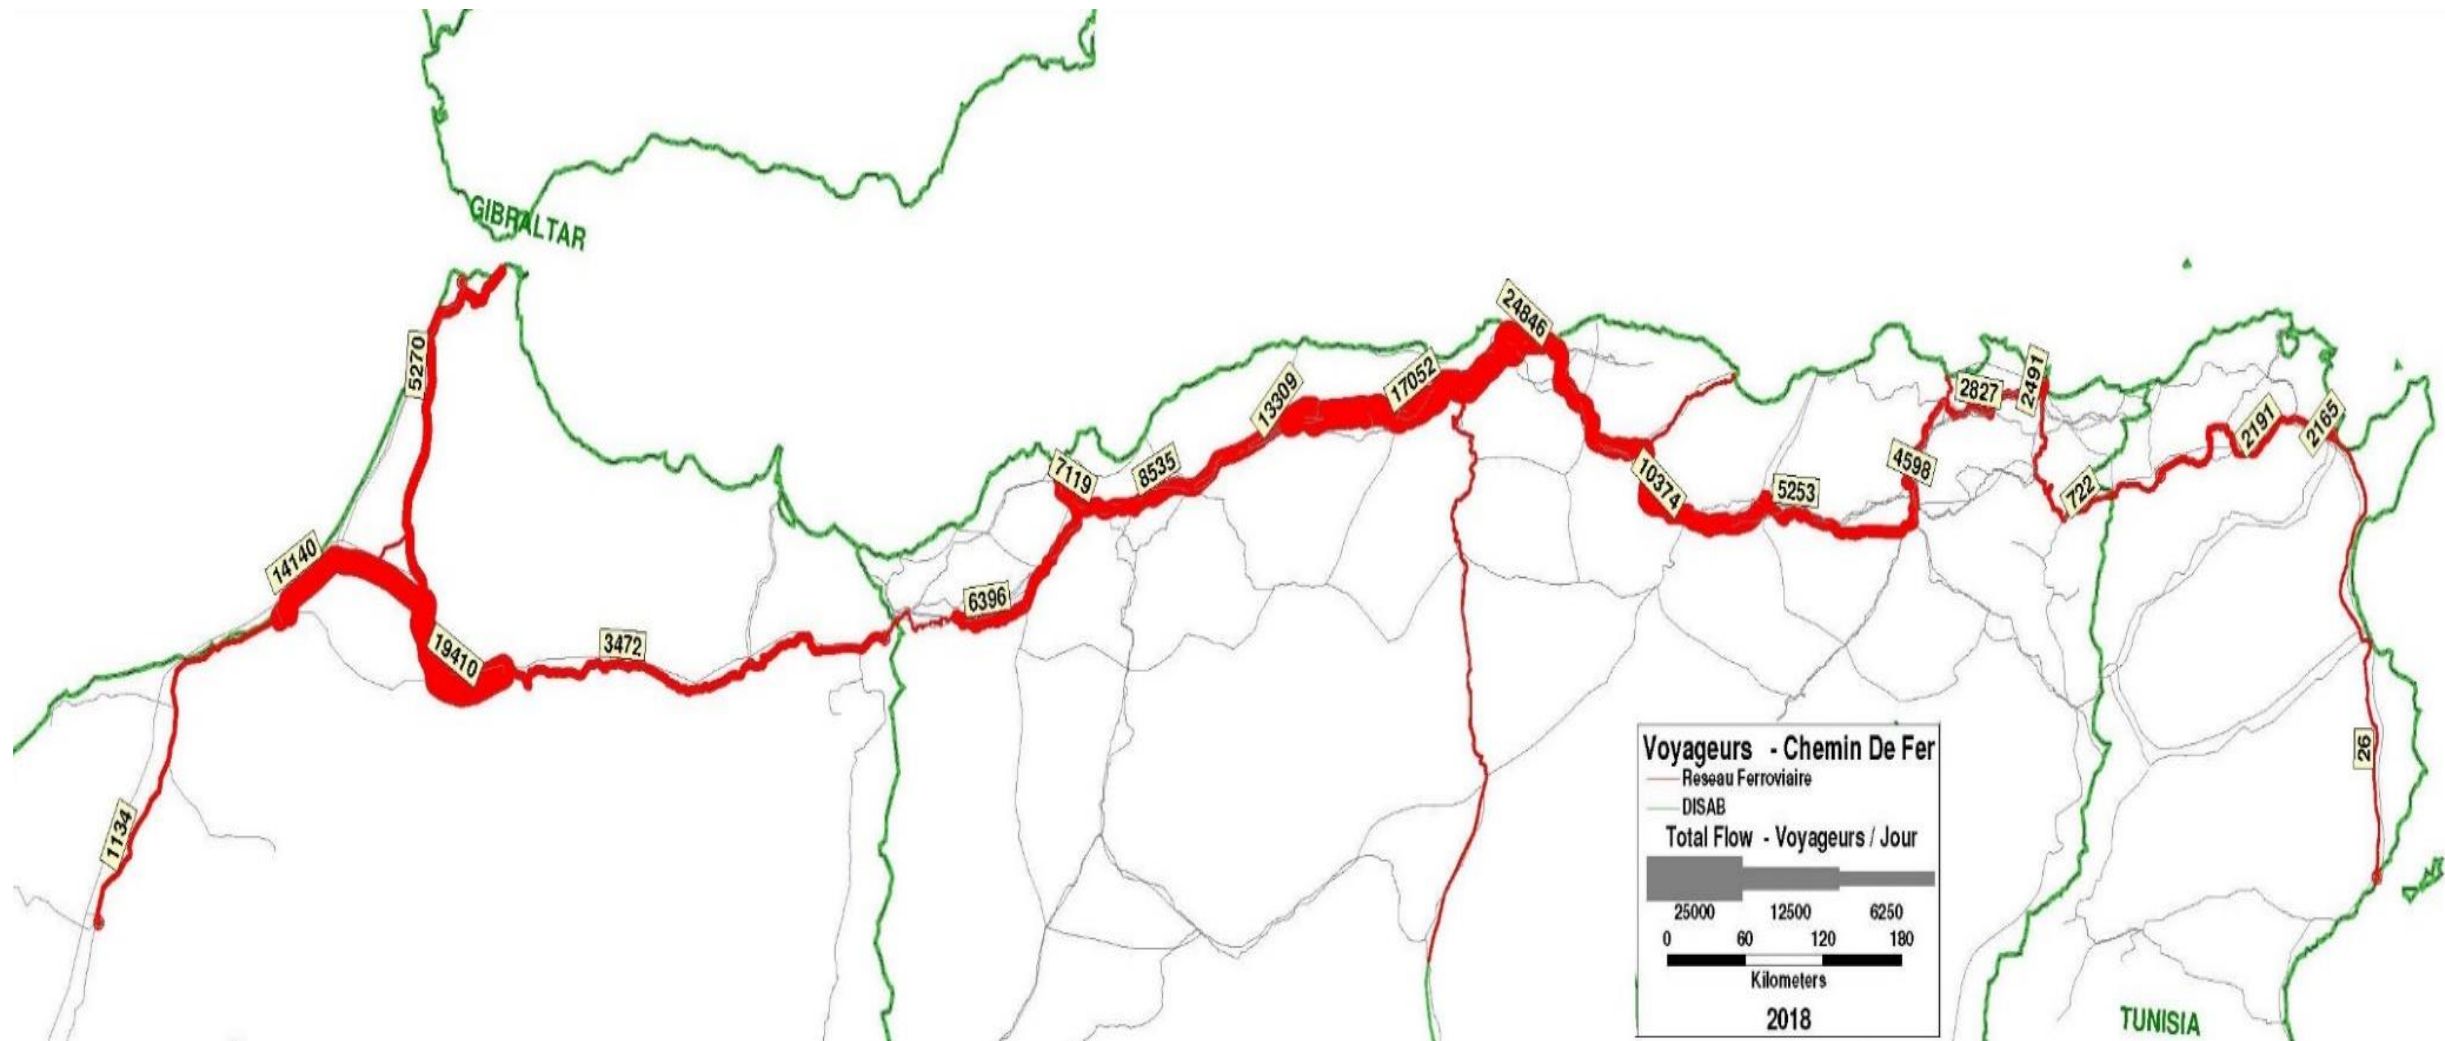 GIBRALTAR
5270
14140
19410
3472
1134
7119
8535
6396
13309
17052
24846
10374
5253
4598
2827
2491
722
2191
2165
26
Voyageurs - Chemin De Fer
Reseau Ferroviaire
DISAB
Total Flow - Voyageurs / Jour
25000 12500 6250
0 60 120 180
Kilometers
2018
TUNISIA